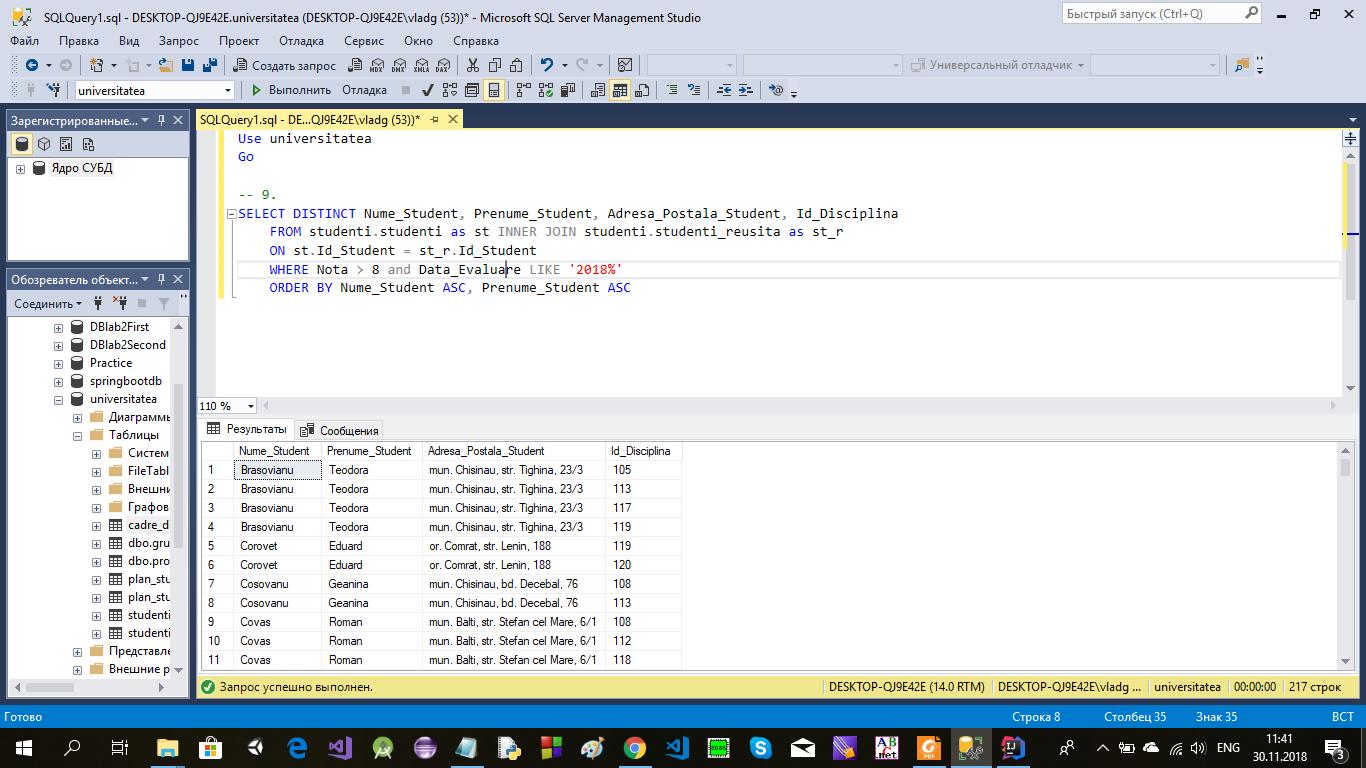 SQLQuery1.sql - DESKTOP-QJ9E42E.universitatea (DESKTOP-QJ9E42E\vladg (53))* - Microsoft SQL Server Management Studio
Быстрый запуск (Ctrl+Q)
Файл Правка Вид Запрос Проект Отладка Сервис Окно Справка
Создать запрос
MDX DMX XMLA DAX
Универсальный отладчик
universitatea
Выполнить Отладка
Зарегистрированные...
Ядро СУБД
SQLQuery1.sql - DE...QJ9E42E\vladg (53))*
Use universitatea
Go
-- 9.
SELECT DISTINCT Nume_Student, Prenume_Student, Adresa_Postala_Student, Id_Disciplina
FROM studenti.studenti as st INNER JOIN studenti.studenti_reusita as st_r
ON st.Id_Student = st_r.Id_Student
WHERE Nota > 8 and Data_Evaluare LIKE '2018%'
ORDER BY Nume_Student ASC, Prenume_Student ASC
Обозреватель объект...
Соединить
DBlab2First
DBlab2Second
Practice
springbootdb
universitatea
Диаграммы
Таблицы
Систем
FileTabl
Внешни
Графов
cadre_d
dbo.gru
dbo.pro
plan_stu
plan_stu
studenti
studenti
Представле
Внешние р
110 %
Результаты Сообщения
Nume_Student Prenume_Student Adresa_Postala_Student Id_Disciplina
1 Brasovianu Teodora mun. Chisinau, str. Tighina, 23/3 105
2 Brasovianu Teodora mun. Chisinau, str. Tighina, 23/3 113
3 Brasovianu Teodora mun. Chisinau, str. Tighina, 23/3 117
4 Brasovianu Teodora mun. Chisinau, str. Tighina, 23/3 119
5 Corovet Eduard or. Comrat, str. Lenin, 188 119
6 Corovet Eduard or. Comrat, str. Lenin, 188 120
7 Cosovanu Geanina mun. Chisinau, bd. Decebal, 76 108
8 Cosovanu Geanina mun. Chisinau, bd. Decebal, 76 113
9 Covas Roman mun. Balti, str. Stefan cel Mare, 6/1 108
10 Covas Roman mun. Balti, str. Stefan cel Mare, 6/1 112
11 Covas Roman mun. Balti, str. Stefan cel Mare, 6/1 118
Запрос успешно выполнен.
DESKTOP-QJ9E42E (14.0 RTM) DESKTOP-QJ9E42E\vladg ... universitatea 00:00:00 217 строк
Готово
Строка 8 Столбец 35 Знак 35 ВСТ
ENG
11:41
30.11.2018
3